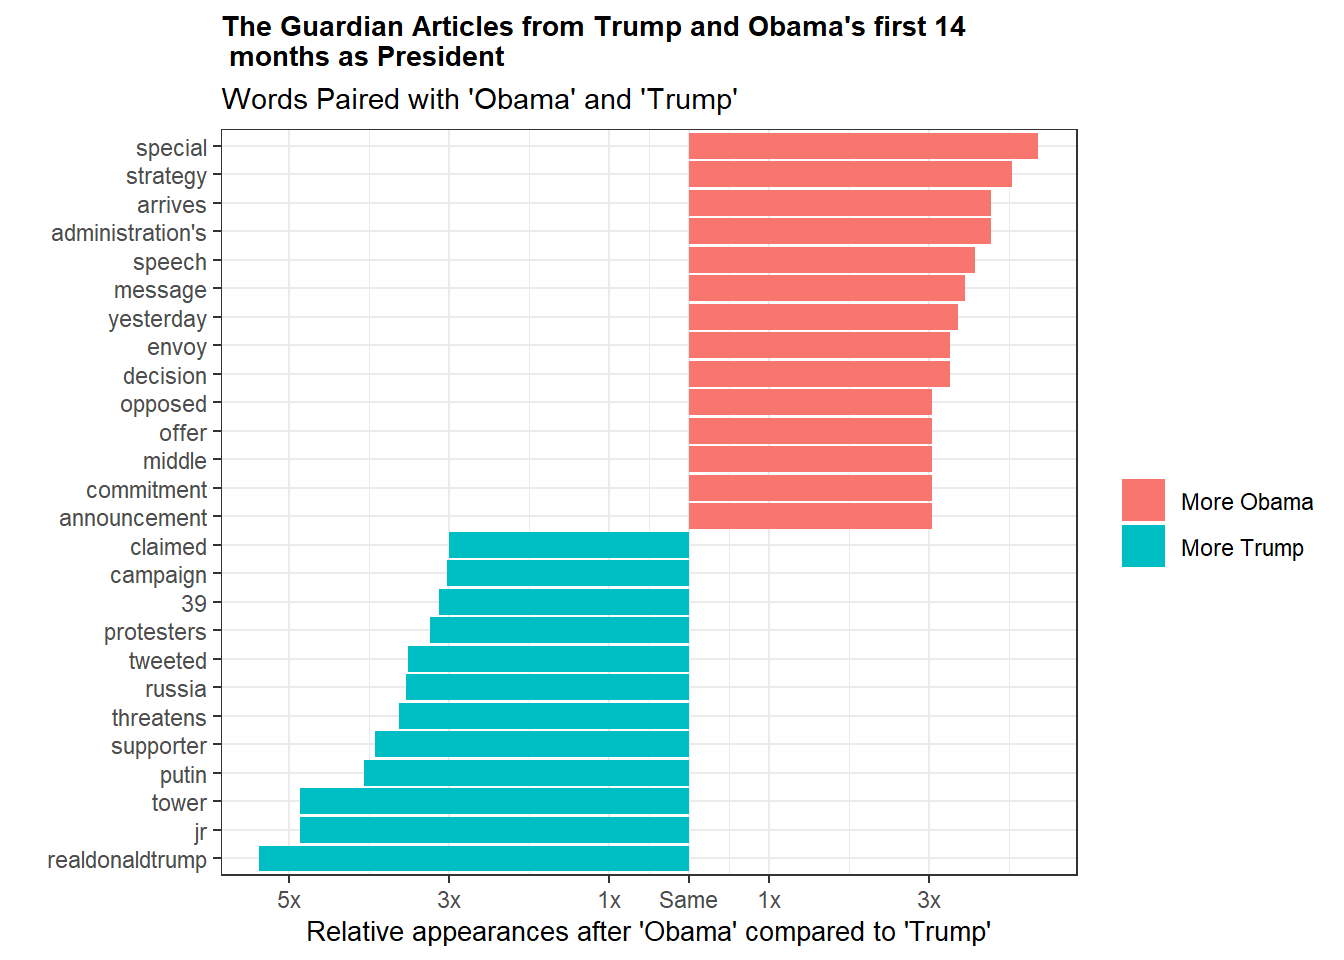 The Guardian Articles from Trump and Obama's first 14
months as President
Words Paired with 'Obama' and 'Trump'
special
strategy
arrives
administration's
speech
message
yesterday
envoy
decision
opposed
offer
middle
commitment
announcement
claimed
campaign
39
protesters
tweeted
russia
threatens
supporter
putin
tower
jr
realdonaldtrump
5x 3x 1x Same 1x 3x
Relative appearances after 'Obama' compared to 'Trump'
More Obama
More Trump